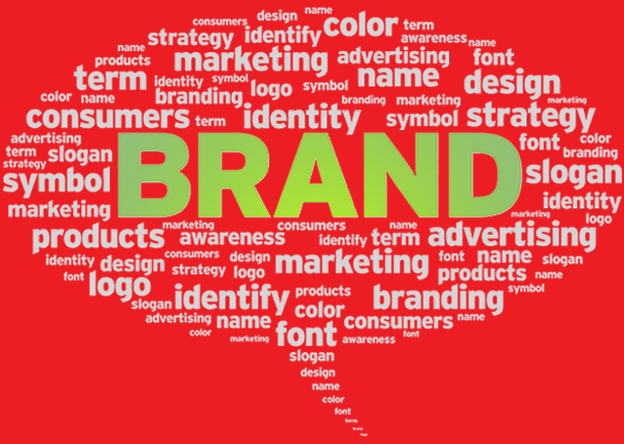 name
design
consumers color term
strategy identify awareness name
name marketing advertising font
products
term identity symbol name design
branding logo symbol
color name branding marketing marketing
consumers term identity symbol strategy
advertising font color
term slogan BRAND branding
strategy slogan
symbol identity
marketing marketing logo
products marketing consumers name advertising
awareness identify term
identity design consumers design marketing font name slogan
font logo strategy logo products name
slogan identify products branding symbol
advertising name color consumers name
color marketing font awareness font
slogan
design
name
color
font
term